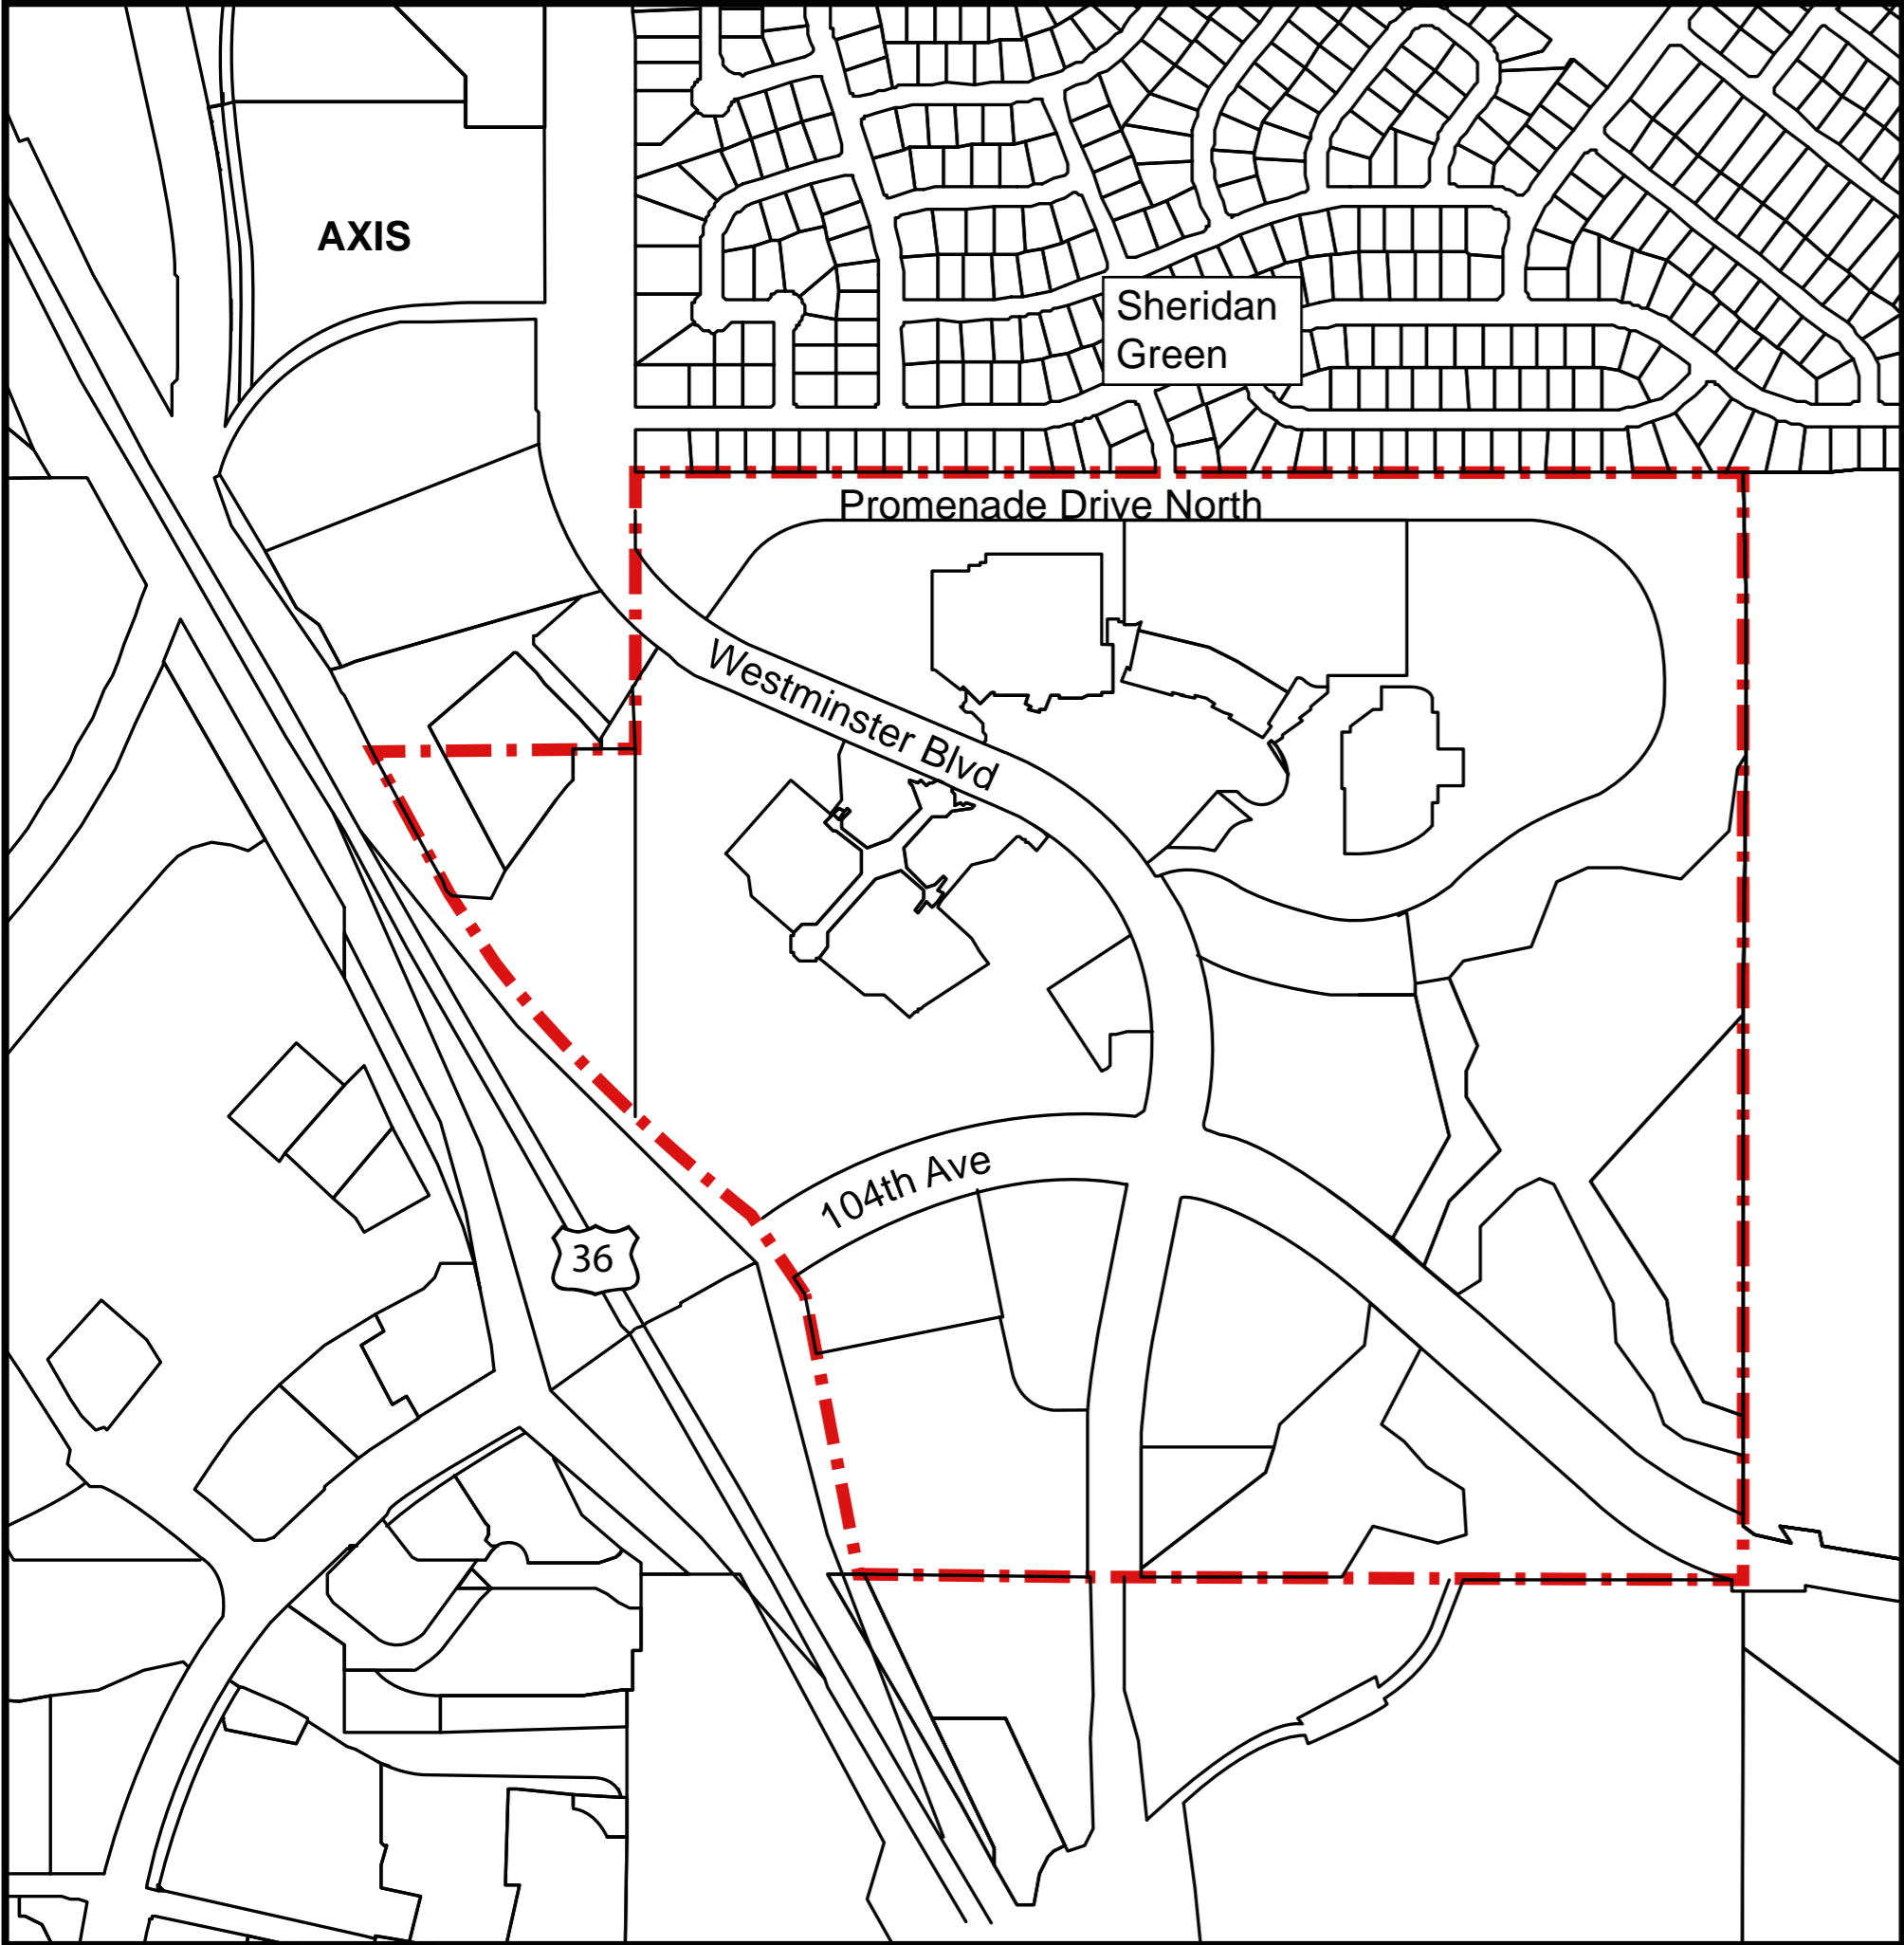 AXIS
Sheridan
Green
Promenade Drive North
Westminster Blvd
104th Ave
36